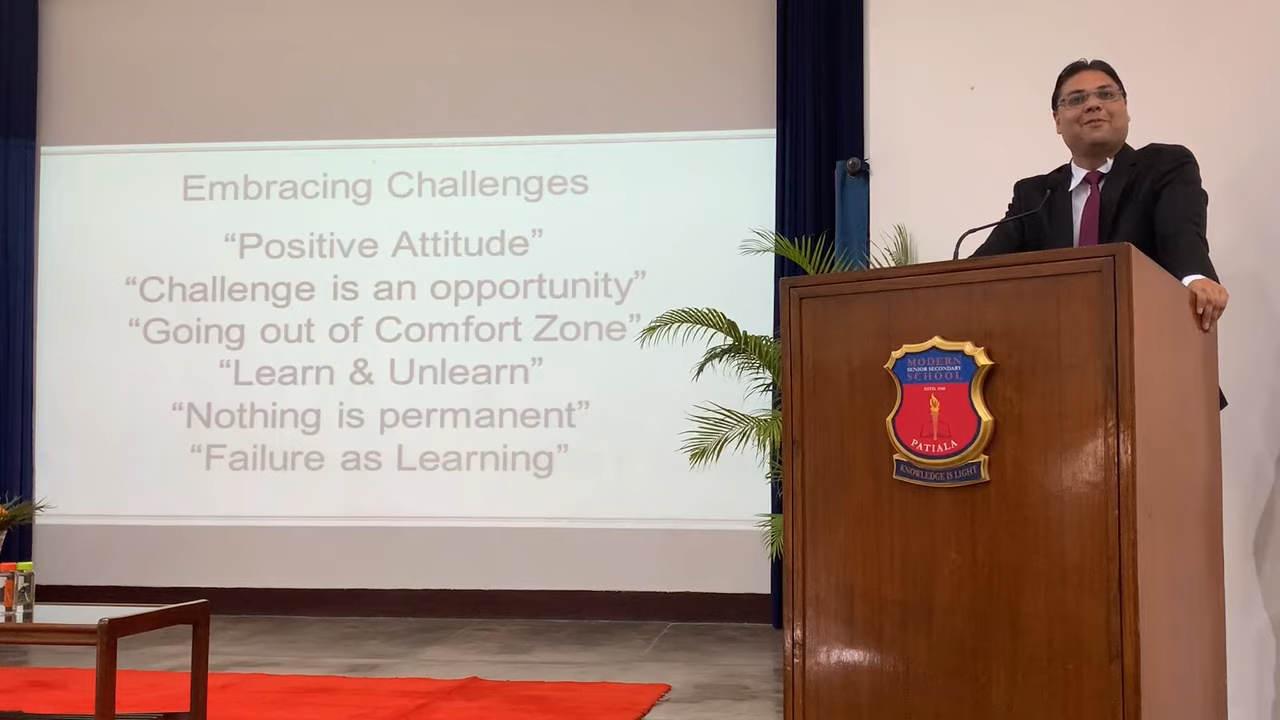 Embracing Challenges
“Positive Attitude”
“Challenge is an opportunity”
“Going out of Comfort Zone”
“Learn & Unlearn”
“Nothing is permanent”
“Failure as Learning”
MODERN
SENIOR SECONDARY
SCHOOL
PATIALA
KNOWLEDGE IS LIGHT